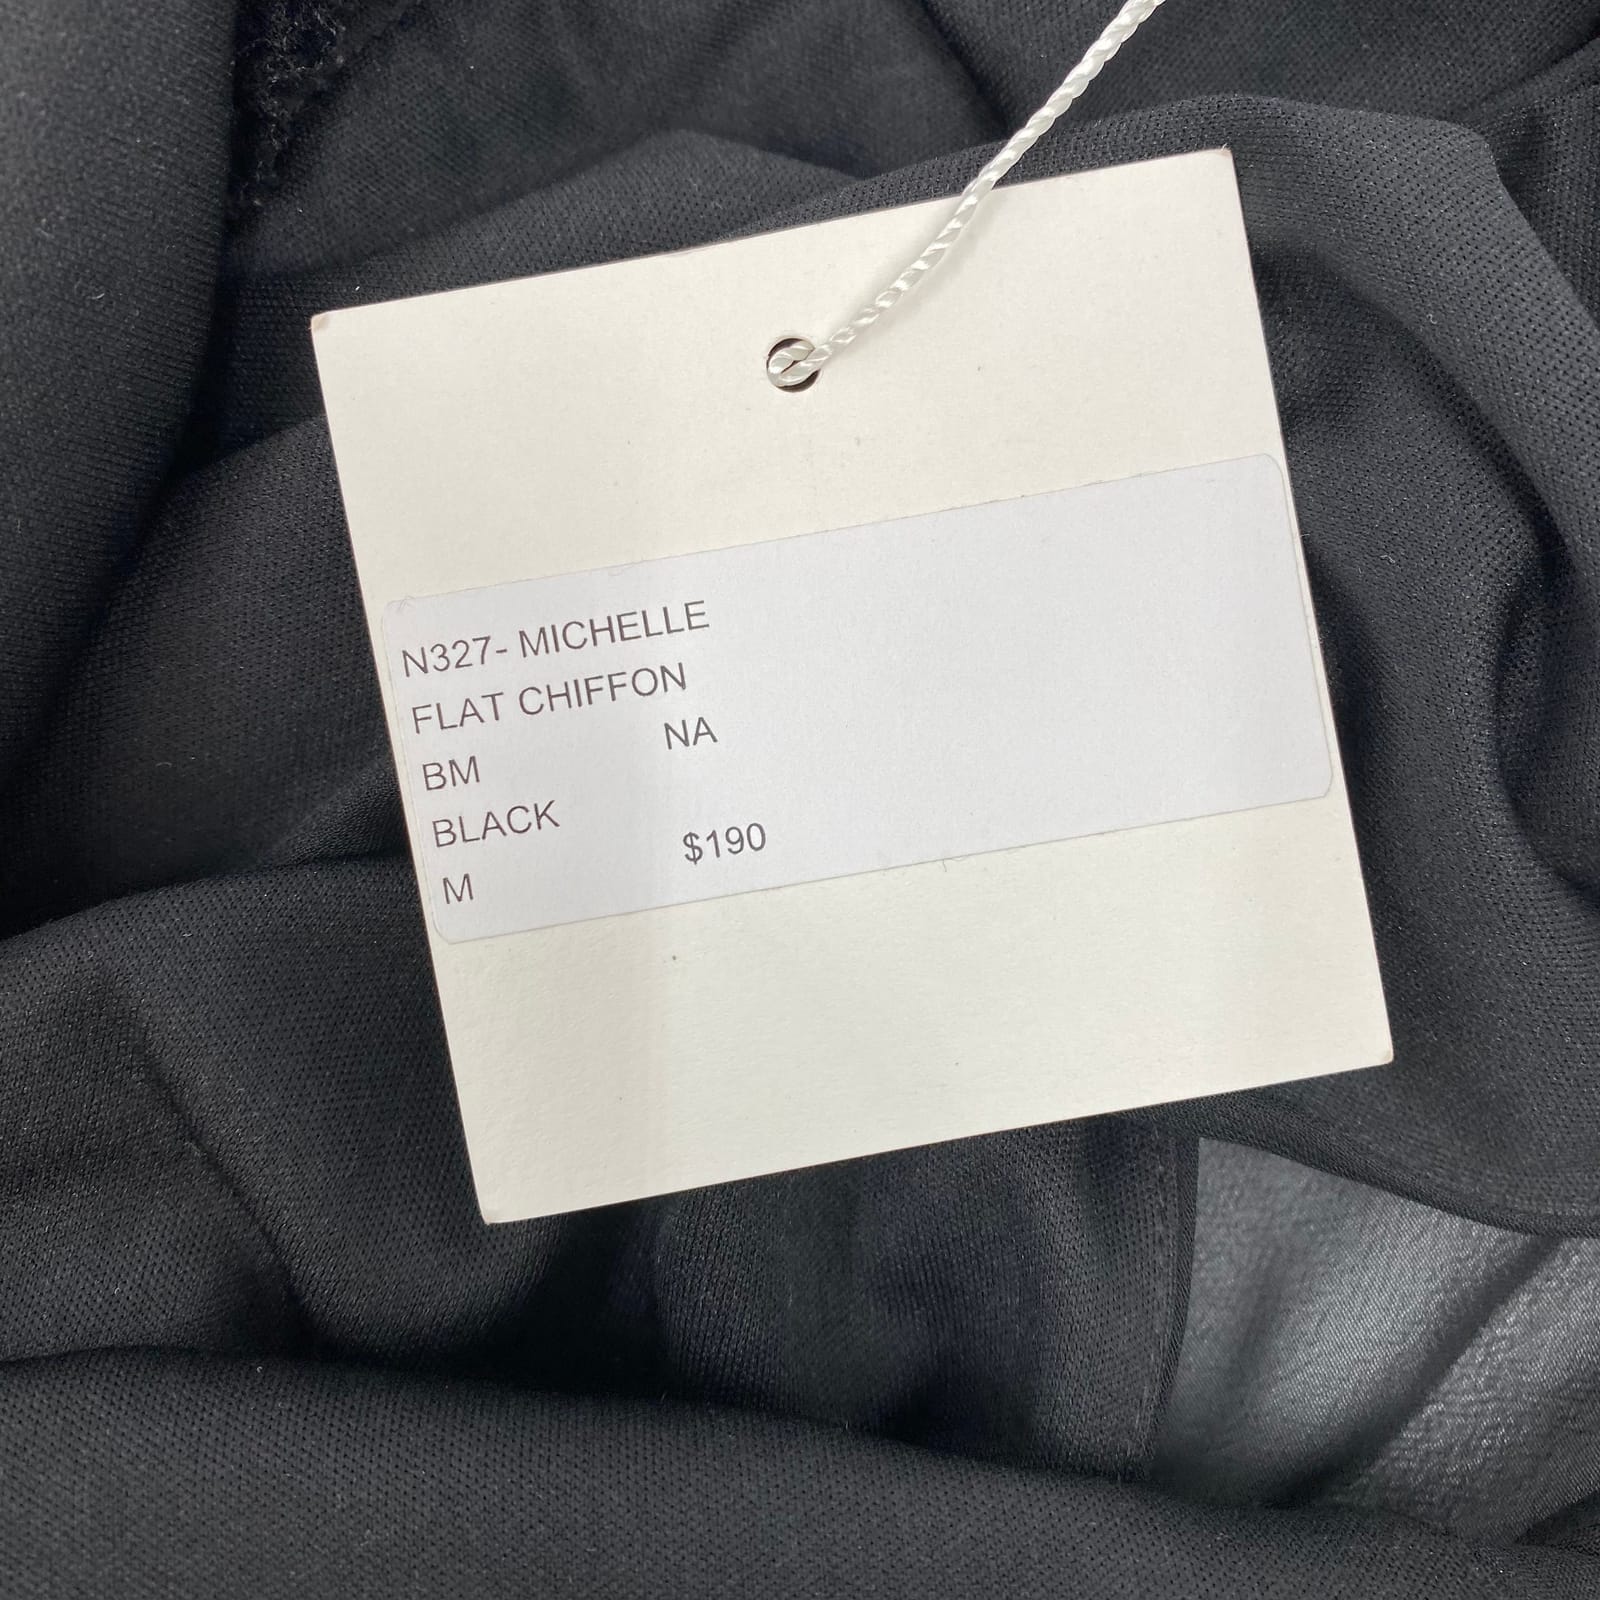 N327- MICHELLE
FLAT CHIFFON
BM NA
BLACK
M $190